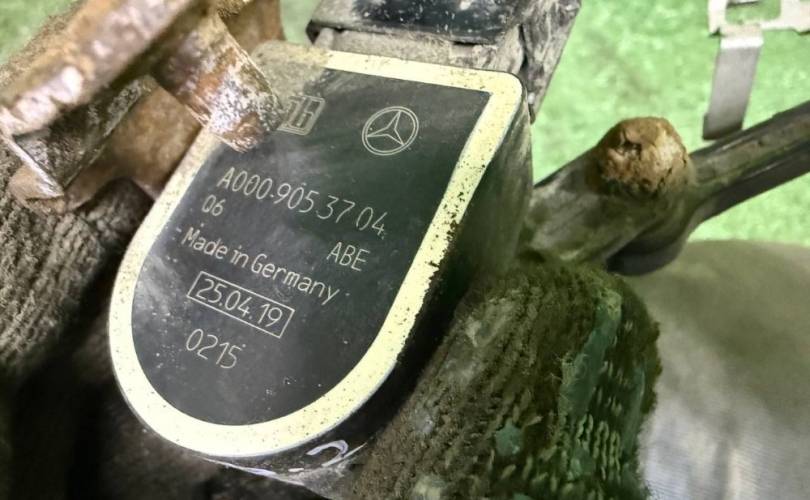 A000 905 37 04
06
ABE
Made in Germany
25.04.19
0215